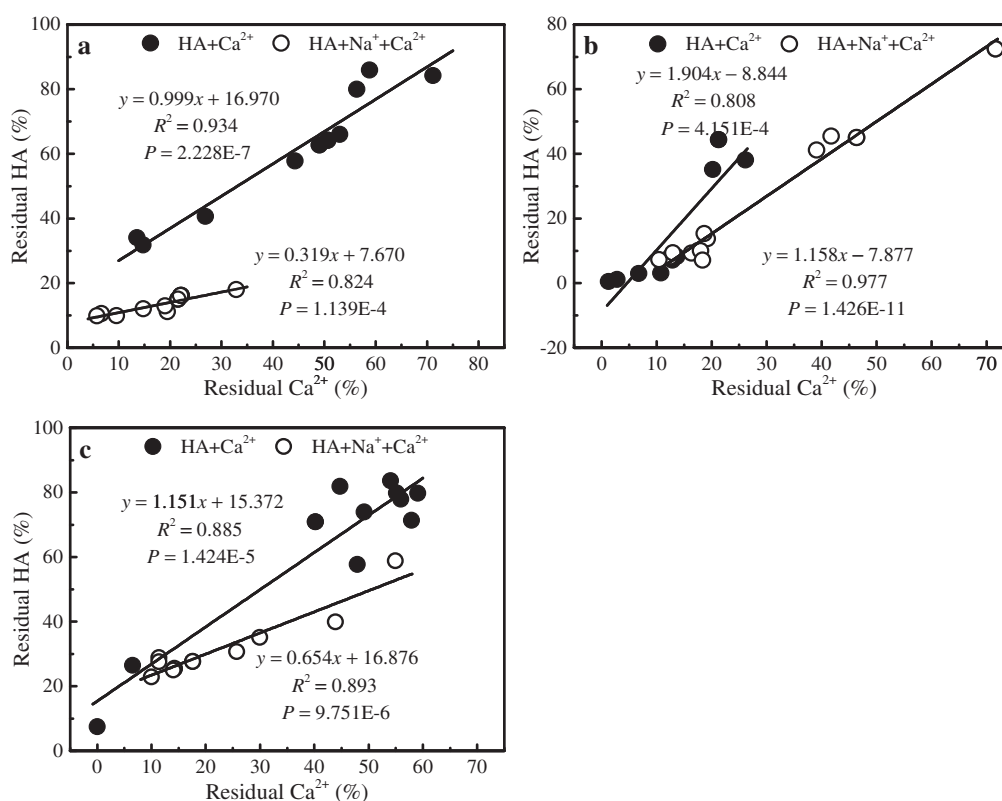 a
HA+Ca²⁺ HA+Na⁺+Ca²⁺
y = 0.999x + 16.970
R² = 0.934
P = 2.228E-7
y = 0.319x + 7.670
R² = 0.824
P = 1.139E-4
Residual HA (%)
100
80
60
40
20
0
10 20 30 40 50 60 70 80
Residual Ca²⁺ (%)
b
HA+Ca²⁺ HA+Na⁺+Ca²⁺
y = 1.904x − 8.844
R² = 0.808
P = 4.151E-4
y = 1.158x − 7.877
R² = 0.977
P = 1.426E-11
Residual HA (%)
80
60
40
20
0
-20
0 10 20 30 40 50 60 70
Residual Ca²⁺ (%)
c
HA+Ca²⁺ HA+Na⁺+Ca²⁺
y = 1.151x + 15.372
R² = 0.885
P = 1.424E-5
y = 0.654x + 16.876
R² = 0.893
P = 9.751E-6
Residual HA (%)
100
80
60
40
20
0
0 10 20 30 40 50 60 70
Residual Ca²⁺ (%)